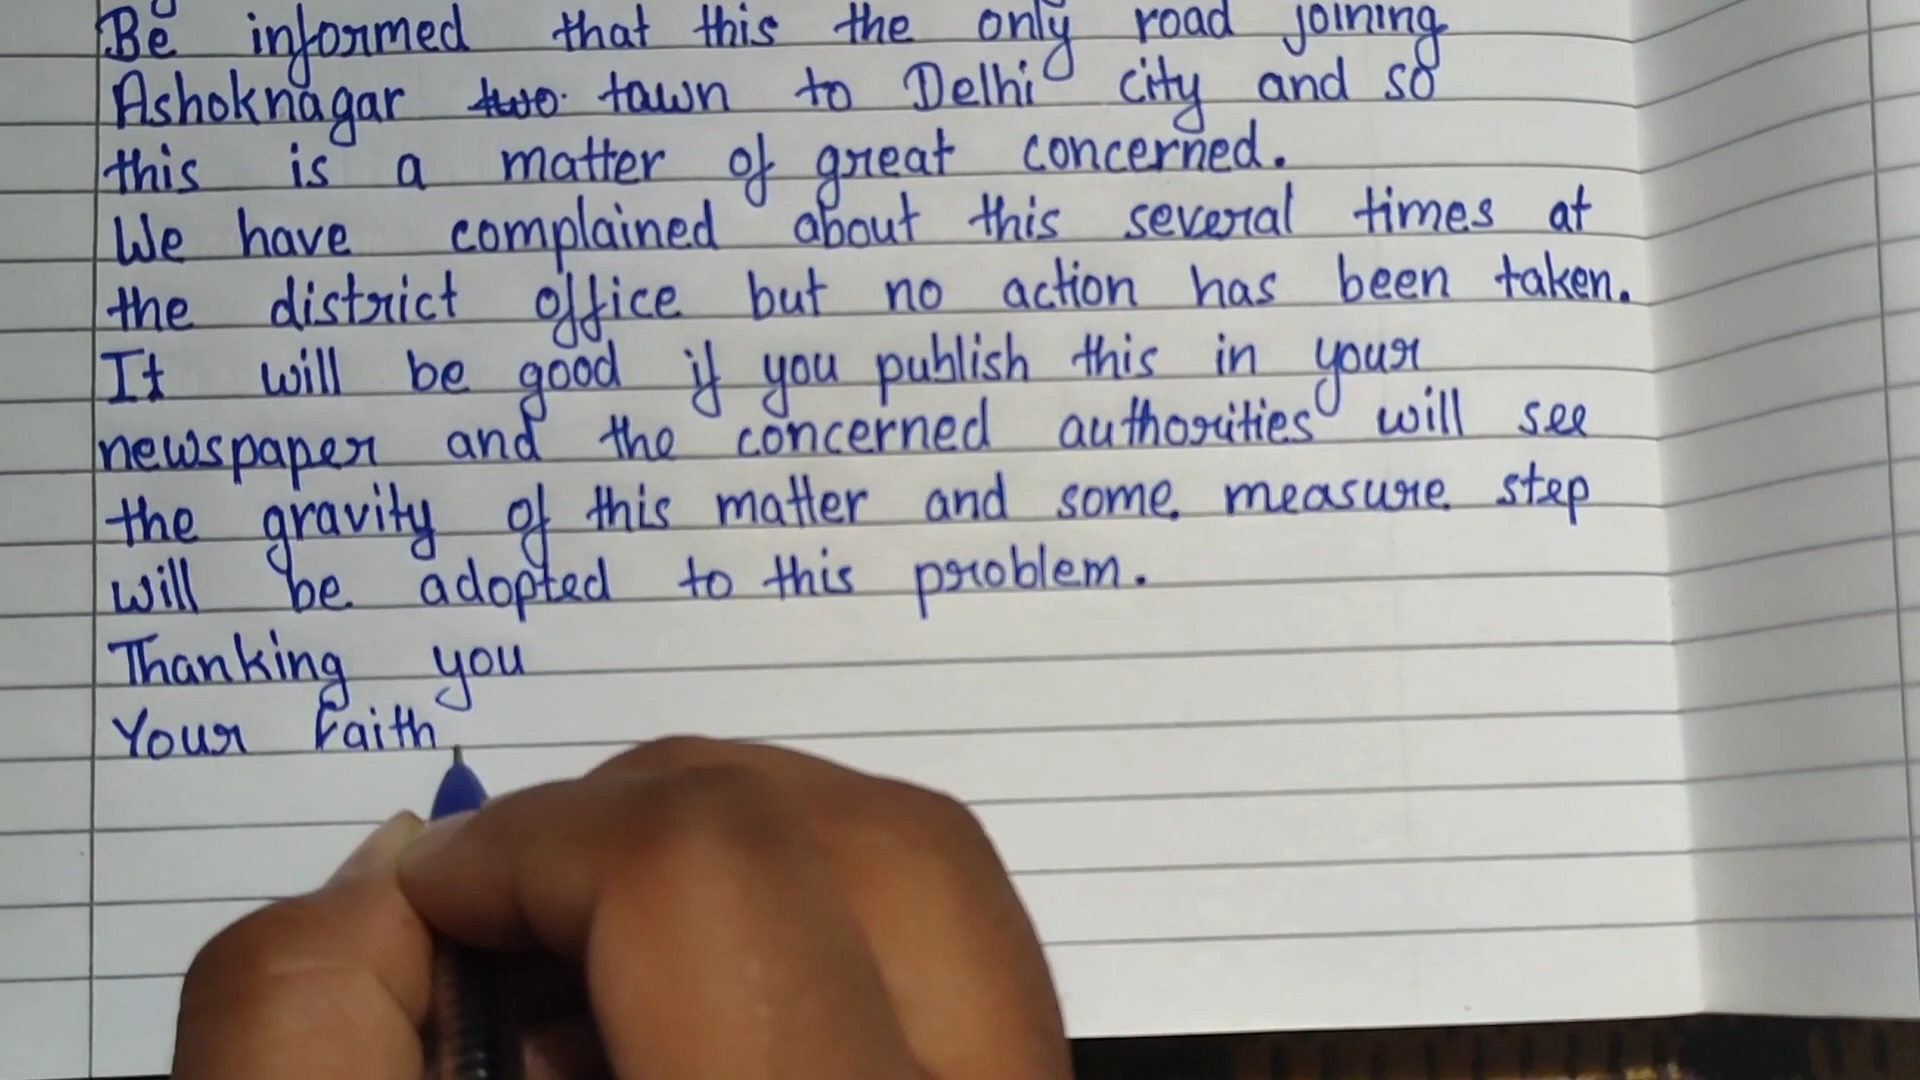 Be informed that this the only road joining
Ashoknagar two. tawn to Delhi city and so
this is a matter of great concerned.
We have complained about this several times at
the district office but no action has been taken.
It will be good if you publish this in your
newspaper and the concerned authorities will see
the gravity of this matter and some measure step
will be adopted to this problem.
Thanking you
Your Faith